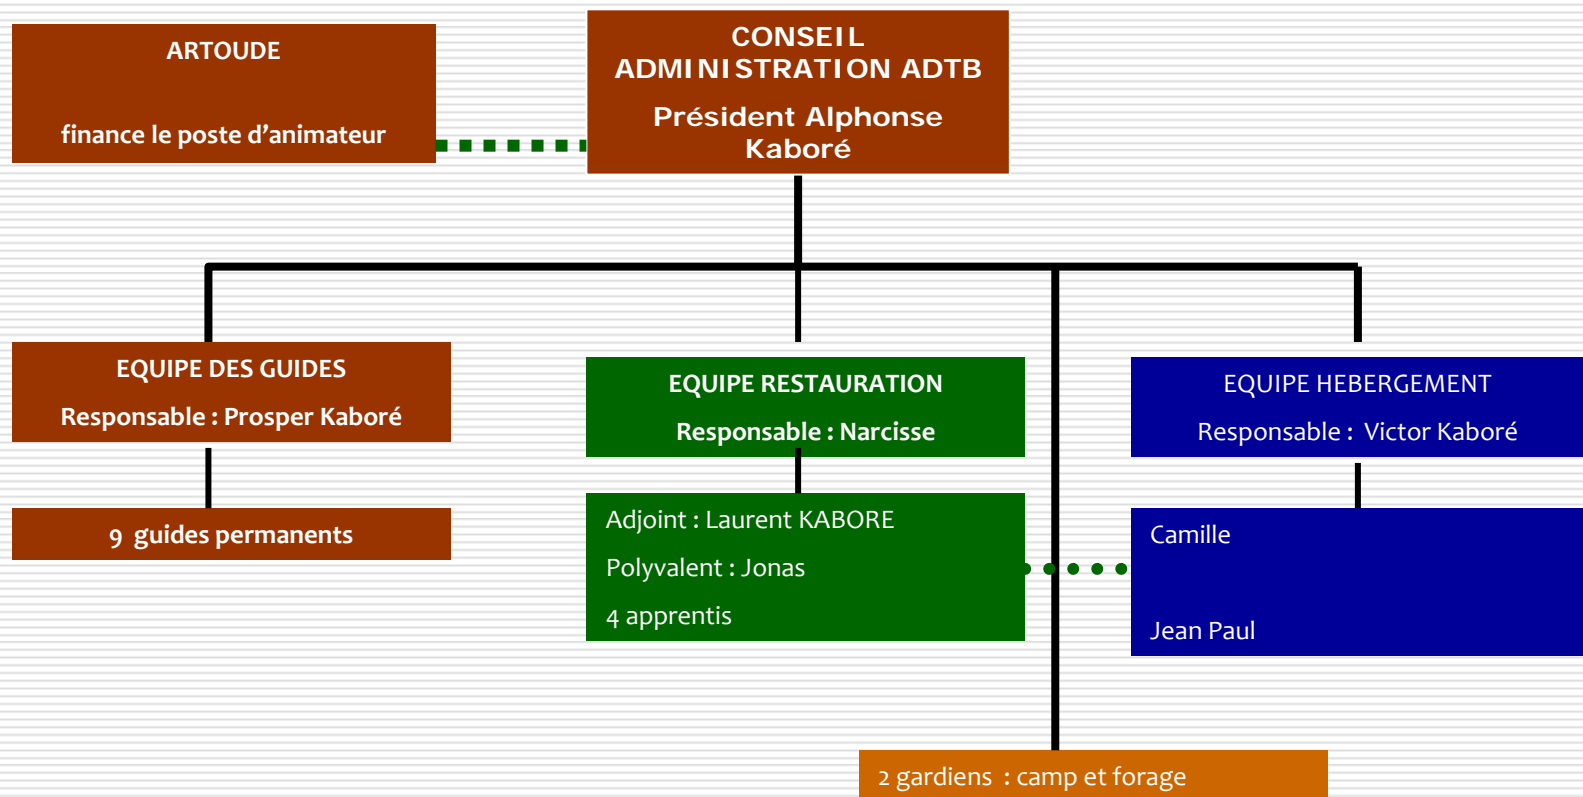 ARTOUDE
finance le poste d’animateur
CONSEIL
ADMINISTRATION ADTB
Président Alphonse
Kaboré
EQUIPE DES GUIDES
Responsable : Prosper Kaboré
9 guides permanents
EQUIPE RESTAURATION
Responsable : Narcisse
Adjoint : Laurent KABORE
Polyvalent : Jonas
4 apprentis
EQUIPE HEBERGEMENT
Responsable : Victor Kaboré
Camille
Jean Paul
2 gardiens : camp et forage